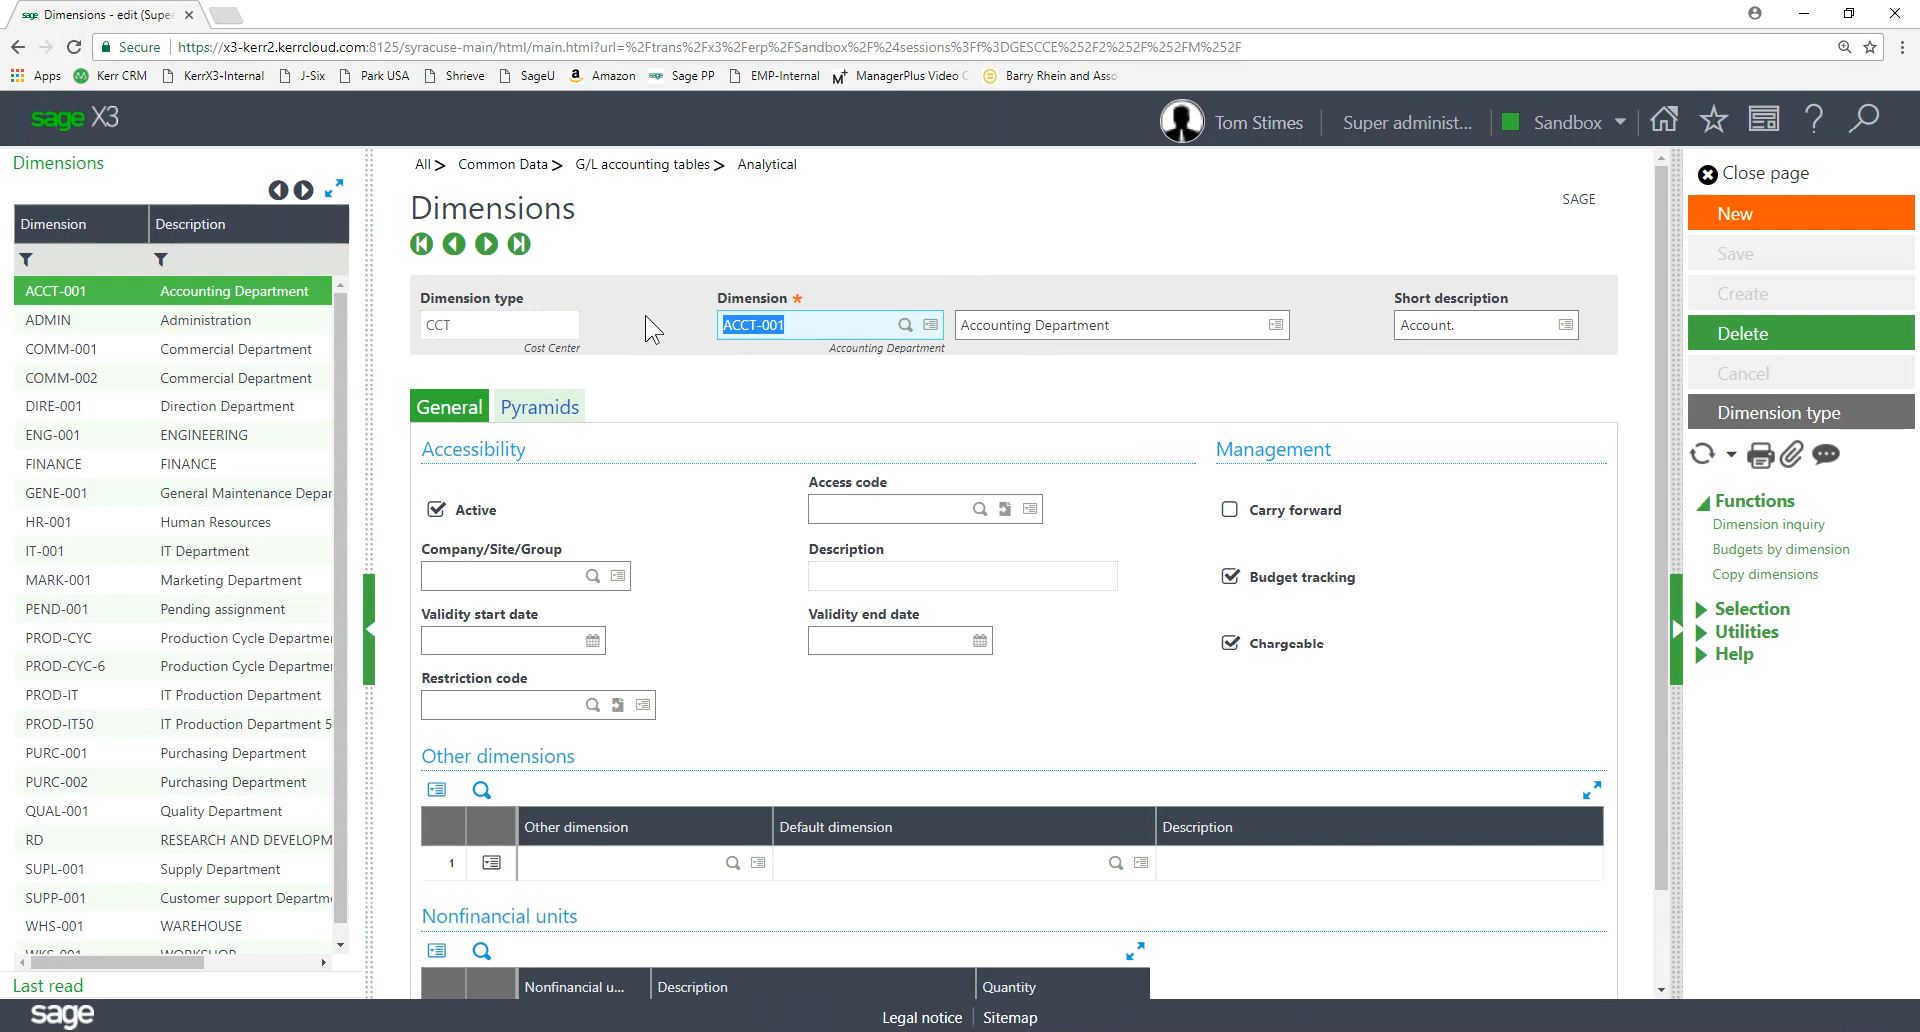 sage Dimensions - edit (Supe
Secure https://x3-kerr2.kerrcloud.com:8125/syracuse-main/html/main.html?url=%2Ftrans%2Fx3%2Ferp%2FSandbox%2F%24sessions%3Ff%3DGESCCE%252F2%252F%252FM%252F
Apps Kerr CRM KerrX3-Internal J-Six Park USA Shrieve SageU Amazon Sage PP EMP-Internal ManagerPlus Video C Barry Rhein and Asso
sage X3 Tom Stimes Super administ... Sandbox
Dimensions
Dimension Description
ACCT-001 Accounting Department
ADMIN Administration
COMM-001 Commercial Department
COMM-002 Commercial Department
DIRE-001 Direction Department
ENG-001 ENGINEERING
FINANCE FINANCE
GENE-001 General Maintenance Depar
HR-001 Human Resources
IT-001 IT Department
MARK-001 Marketing Department
PEND-001 Pending assignment
PROD-CYC Production Cycle Departme
PROD-CYC-6 Production Cycle Departme
PROD-IT IT Production Department
PROD-IT50 IT Production Department 5
PURC-001 Purchasing Department
PURC-002 Purchasing Department
QUAL-001 Quality Department
RD RESEARCH AND DEVELOPM
SUPL-001 Supply Department
SUPP-001 Customer support Departm
WHS-001 WAREHOUSE
WKS-001 WORKSHOP
Last read
All > Common Data > G/L accounting tables > Analytical
Dimensions
SAGE
Dimension type Dimension * Short description
CCT ACCT-001 Accounting Department Account.
Cost Center Accounting Department
General Pyramids
Accessibility Management
Access code
Active Carry forward
Company/Site/Group Description
Budget tracking
Validity start date Validity end date
Chargeable
Restriction code
Other dimensions
Other dimension Default dimension Description
1
Nonfinancial units
Nonfinancial u... Description Quantity
Close page
New
Save
Create
Delete
Cancel
Dimension type
Functions
Dimension inquiry
Budgets by dimension
Copy dimensions
Selection
Utilities
Help
sage Legal notice Sitemap